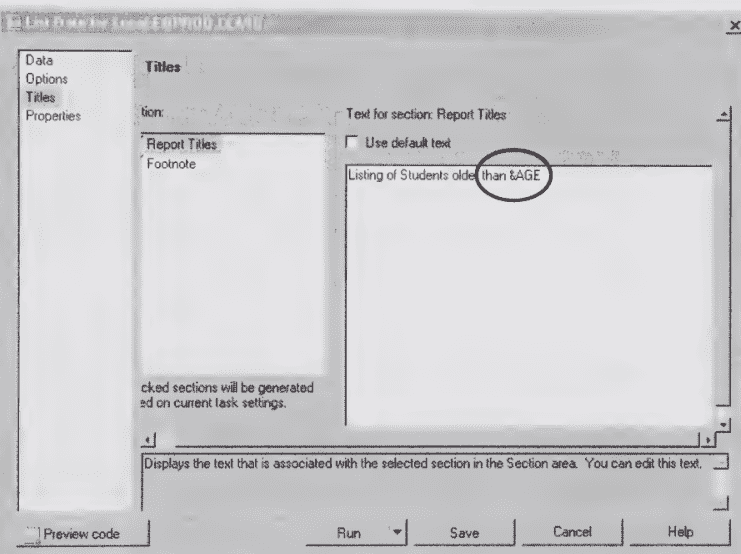 Data
Options
Titles
Properties
Titles
tion:
Report Titles
Footnote
cked sections will be generated
ed on current task settings.
Text for section: Report Titles
Use default text
Listing of Students olde than &AGE
Displays the text that is associated with the selected section in the Section area. You can edit this text.
Preview code
Run
Save
Cancel
Help